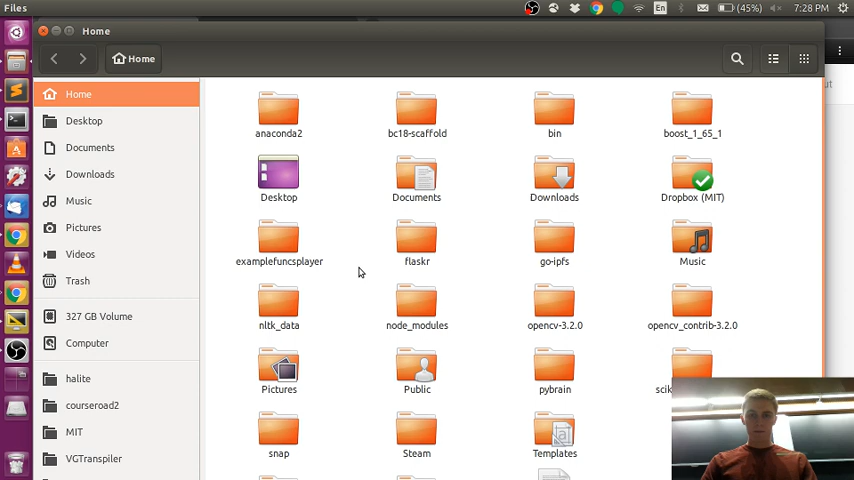 Files
En
(45%)
7:28 PM
Home
Home
ut
Home
Desktop
Documents
Downloads
Music
Pictures
Videos
Trash
327 GB Volume
Computer
halite
courseroad2
MIT
VGTranspiler
anaconda2
bc18-scaffold
bin
boost_1_65_1
Desktop
Documents
Downloads
Dropbox (MIT)
examplefuncsplayer
flaskr
go-ipfs
Music
nltk_data
node_modules
opencv-3.2.0
opencv_contrib-3.2.0
Pictures
Public
pybrain
scik
snap
Steam
Templates